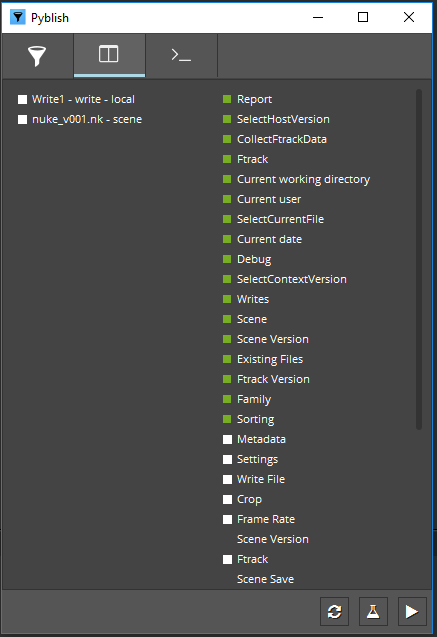 Pyblish
Write1 - write - local
nuke_v001.nk - scene
Report
SelectHostVersion
CollectFtrackData
Ftrack
Current working directory
Current user
SelectCurrentFile
Current date
Debug
SelectContextVersion
Writes
Scene
Scene Version
Existing Files
Ftrack Version
Family
Sorting
Metadata
Settings
Write File
Crop
Frame Rate
Scene Version
Ftrack
Scene Save